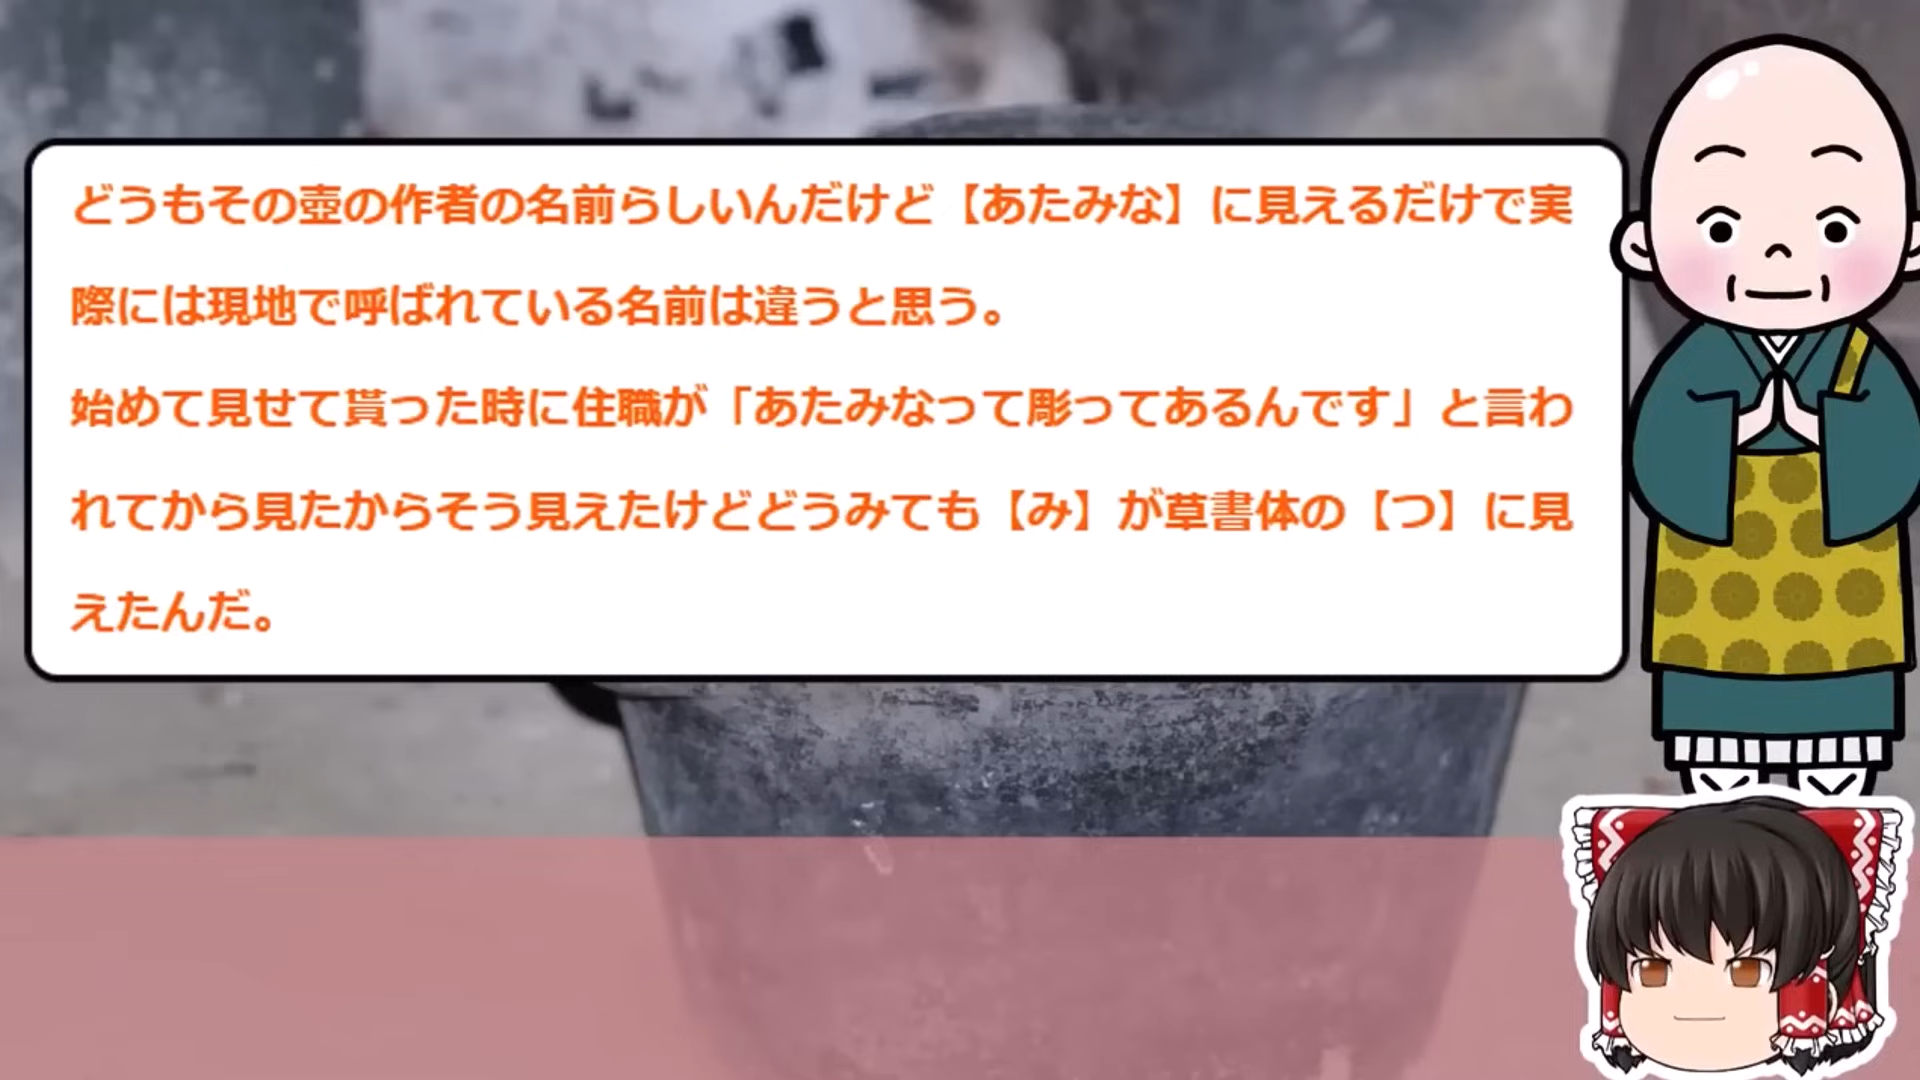 どうもその壺の作者の名前らしいんだけど【あたみな】に見えるだけで実
際には現地で呼ばれている名前は違うと思う。
始めて見せて貰った時に住職が「あたみなって彫ってあるんです」と言わ
れてから見たからそう見えたけどどうみても【み】が草書体の【つ】に見
えたんだ。